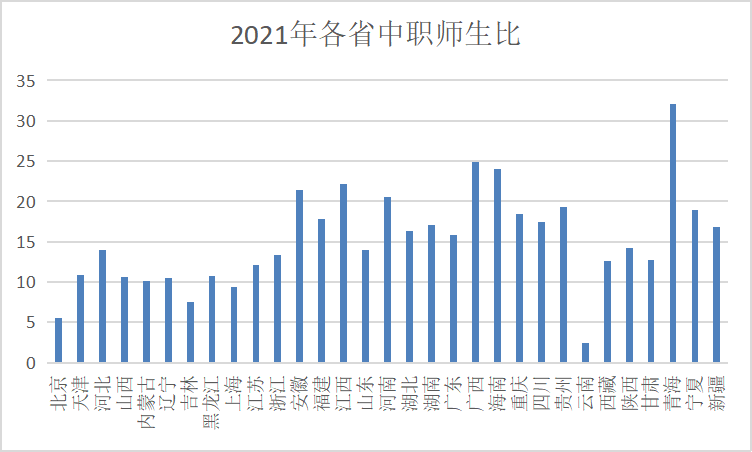 2021年各省中职师生比
35
30
25
20
15
10
5
0
北京
天津
河北
山西
内蒙古
辽宁
吉林
黑龙江
上海
江苏
浙江
安徽
福建
江西
山东
河南
湖北
湖南
广东
广西
海南
重庆
四川
贵州
云南
西藏
陕西
甘肃
青海
宁夏
新疆